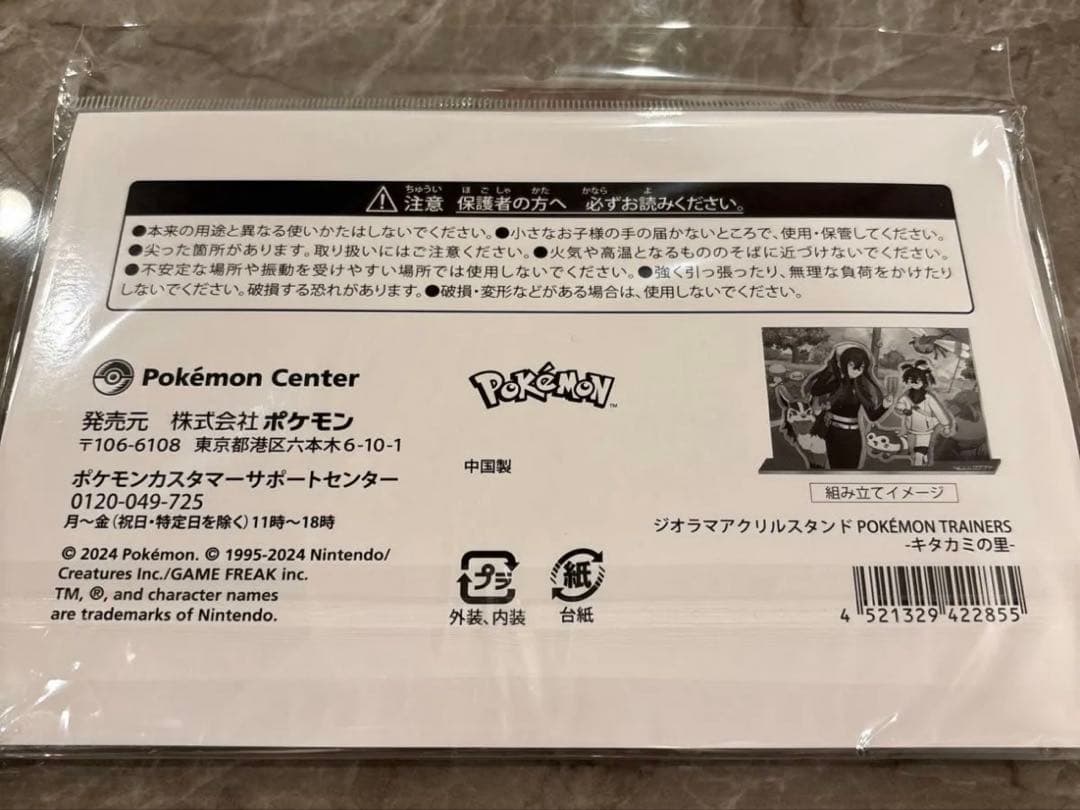 ⚠ 注意 保護者の方へ 必ずお読みください。
●本来の用途と異なる使いかたはしないでください。●小さなお子様の手の届かないところで、使用・保管してください。
●尖った箇所があります。取り扱いにはご注意ください。●火気や高温となるもののそばに近づけないでください。
●不安定な場所や振動を受けやすい場所では使用しないでください。●強く引っ張ったり、無理な負荷をかけたり
しないでください。破損する恐れがあります。●破損・変形などがある場合は、使用しないでください。
Pokémon Center
発売元 株式会社ポケモン
〒106-6108 東京都港区六本木6-10-1
ポケモンカスタマーサポートセンター
0120-049-725
月〜金(祝日・特定日を除く)11時〜18時
© 2024 Pokémon. © 1995-2024 Nintendo/
Creatures Inc./GAME FREAK inc.
TM, ®, and character names
are trademarks of Nintendo.
POKéMON™
中国製
プラ
外装、内装
紙
台紙
組み立てイメージ
ジオラマアクリルスタンド POKÉMON TRAINERS
-キタカミの里-
4 521329 422855